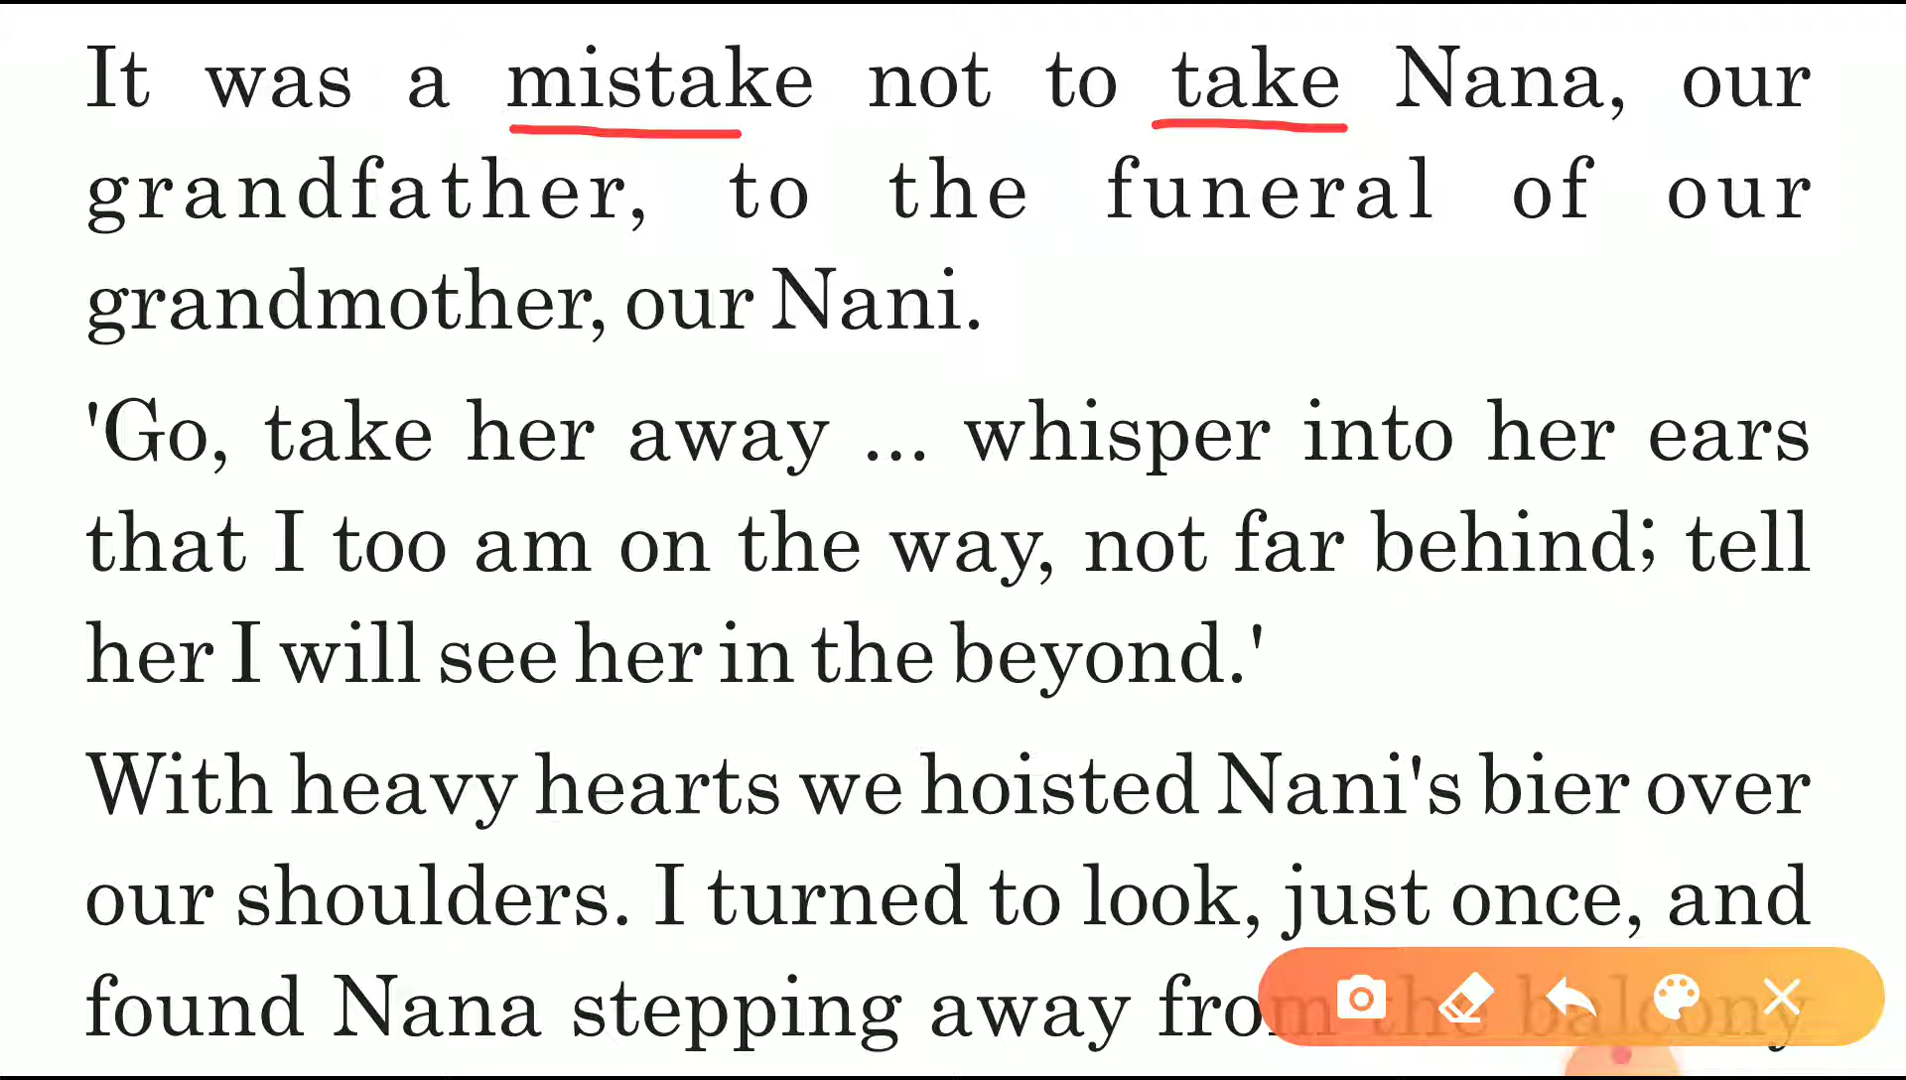 It was a mistake not to take Nana, our
grandfather, to the funeral of our
grandmother, our Nani.
'Go, take her away ... whisper into her ears
that I too am on the way, not far behind; tell
her I will see her in the beyond.'
With heavy hearts we hoisted Nani's bier over
our shoulders. I turned to look, just once, and
found Nana stepping away from the balcony